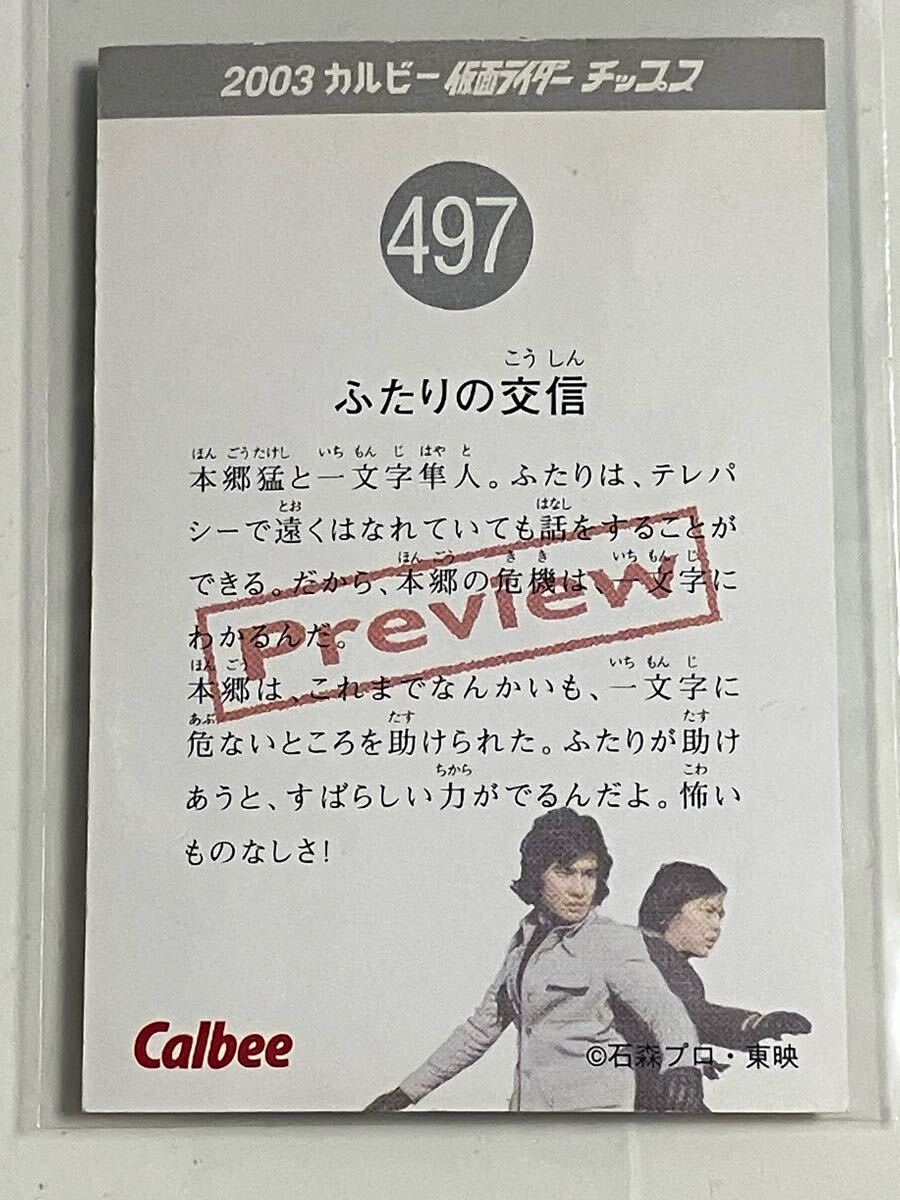 2003 カルビー 仮面ライダー チップス
497
こうしん
ふたりの交信
ほん ごうたけし いち もん じ はや と
本郷猛と一文字隼人。ふたりは、テレパ
とお はなし
シーで遠くはなれていても話をすることが
ほん ごう き き いち もん じ
できる。だから、本郷の危機は、一文字に
わかるんだ。
Preview
ほん ごう いち もん じ
本郷は、これまでなんかいも、一文字に
あぶ たす たす
危ないところを助けられた。ふたりが助け
ちから こわ
あうと、すばらしい力がでるんだよ。怖い
ものなしさ!
Calbee
©石森プロ・東映